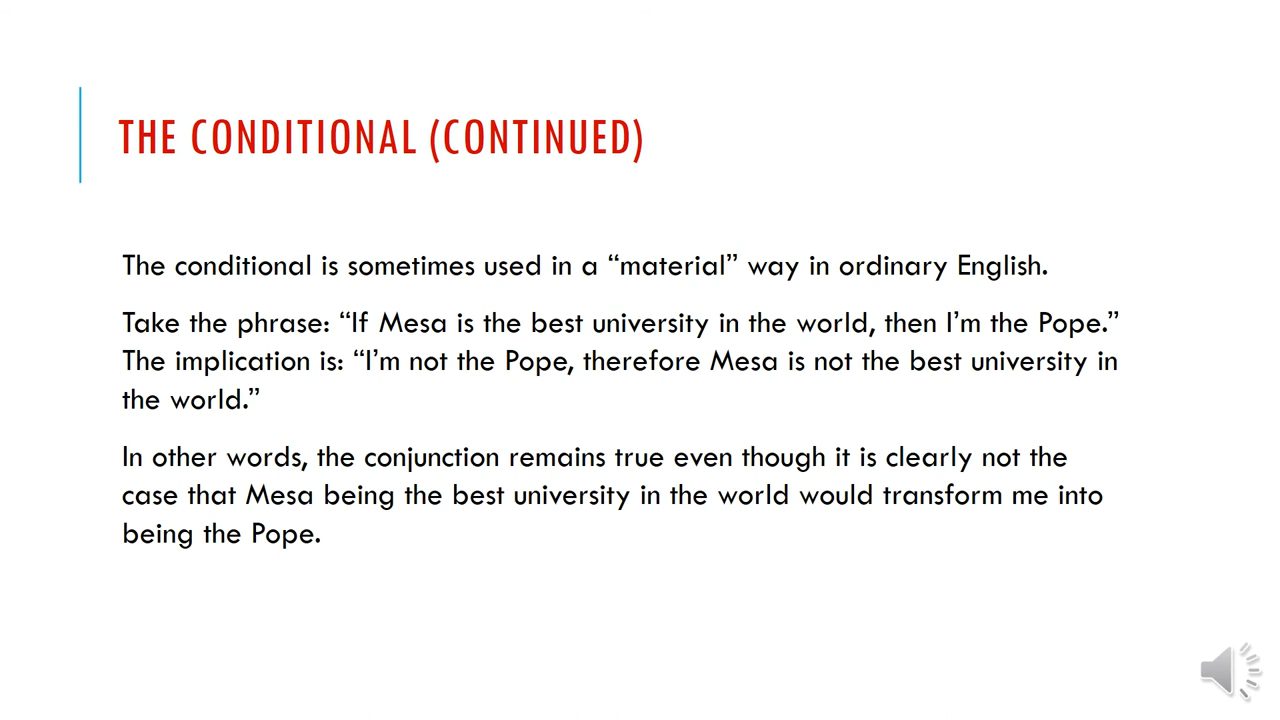 THE CONDITIONAL (CONTINUED)
The conditional is sometimes used in a “material” way in ordinary English.
Take the phrase: “If Mesa is the best university in the world, then I’m the Pope.”
The implication is: “I’m not the Pope, therefore Mesa is not the best university in
the world.”
In other words, the conjunction remains true even though it is clearly not the
case that Mesa being the best university in the world would transform me into
being the Pope.